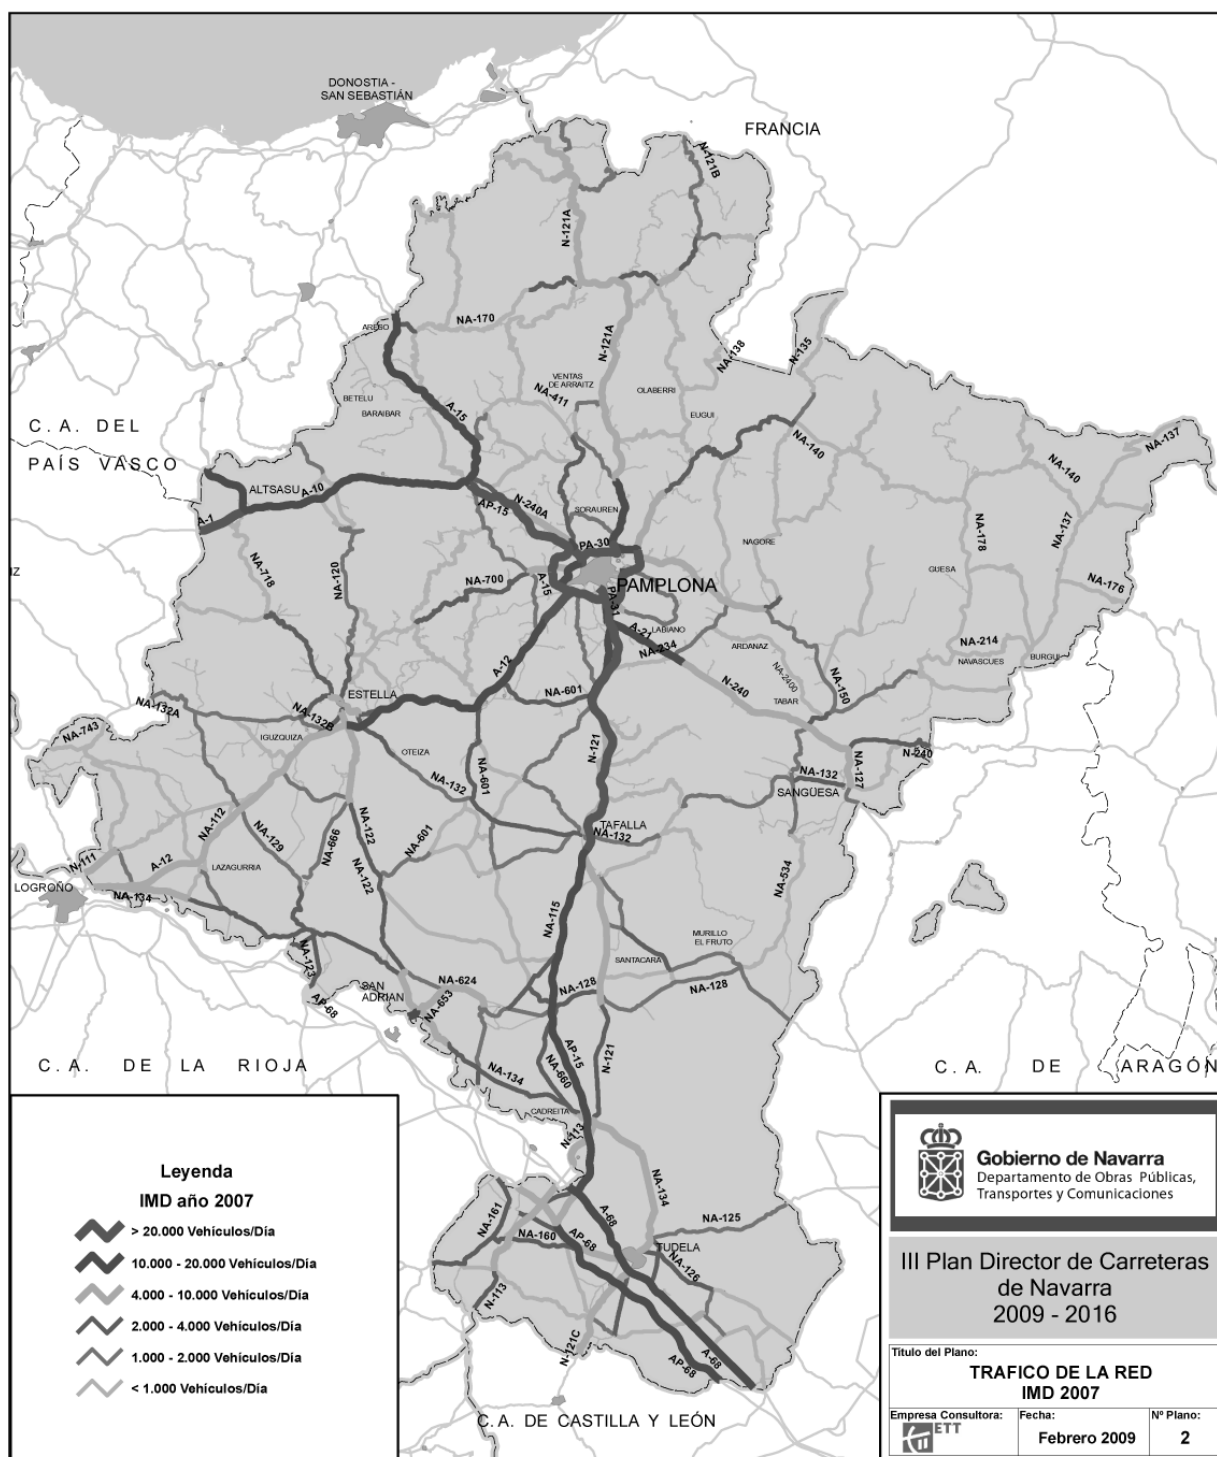 DONOSTIA -
SAN SEBASTIÁN
FRANCIA
N-121B
N-121A
ARESO
NA-170
N-121A
NA-138
N-135
VENTAS
DE ARRAITZ
OLABERRI
BETELU
BARAIBAR
A-15
NA-411
EUGUI
C. A. DEL
PAÍS VASCO
NA-140
NA-137
NA-140
ALTSASU
A-10
A-1
AP-15
N-240A
SORAUREN
PA-30
NAGORE
NA-178
NA-137
NA-718
NA-120
NA-700
A-15
PAMPLONA
PA-31
GUESA
NA-176
A-21
LABIANO
NA-234
ARDANAZ
NA-2400
NA-214
NAVASCUES
BURGUI
A-12
N-240
TABAR
NA-150
ESTELLA
NA-601
NA-132A
NA-132B
IGUZQUIZA
OTEIZA
N-121
NA-743
NA-132
NA-601
N-240
NA-127
NA-132
SANGÜESA
NA-112
NA-129
NA-666
NA-122
NA-601
TAFALLA
NA-132
N-111
A-12
LAZAGURRIA
LOGROÑO
NA-134
NA-122
NA-534
NA-115
MURILLO
EL FRUTO
NA-123
SANTACARA
AP-68
SAN
ADRIAN
NA-624
NA-653
NA-128
NA-128
C. A. DE LA RIOJA
NA-134
NA-660
AP-15
N-121
C. A. DE ARAGÓN
CADREITA
N-113
NA-134
NA-161
NA-160
AP-68
A-68
NA-125
TUDELA
NA-126
N-113
N-121C
AP-68
A-68
C.A. DE CASTILLA Y LEÓN
Leyenda
IMD año 2007
> 20.000 Vehículos/Día
10.000 - 20.000 Vehículos/Día
4.000 - 10.000 Vehículos/Día
2.000 - 4.000 Vehículos/Día
1.000 - 2.000 Vehículos/Día
< 1.000 Vehículos/Día
Gobierno de Navarra
Departamento de Obras Públicas,
Transportes y Comunicaciones
III Plan Director de Carreteras
de Navarra
2009 - 2016
Titulo del Plano:
TRAFICO DE LA RED
IMD 2007
Empresa Consultora:
ETT
Fecha:
Febrero 2009
Nº Plano:
2